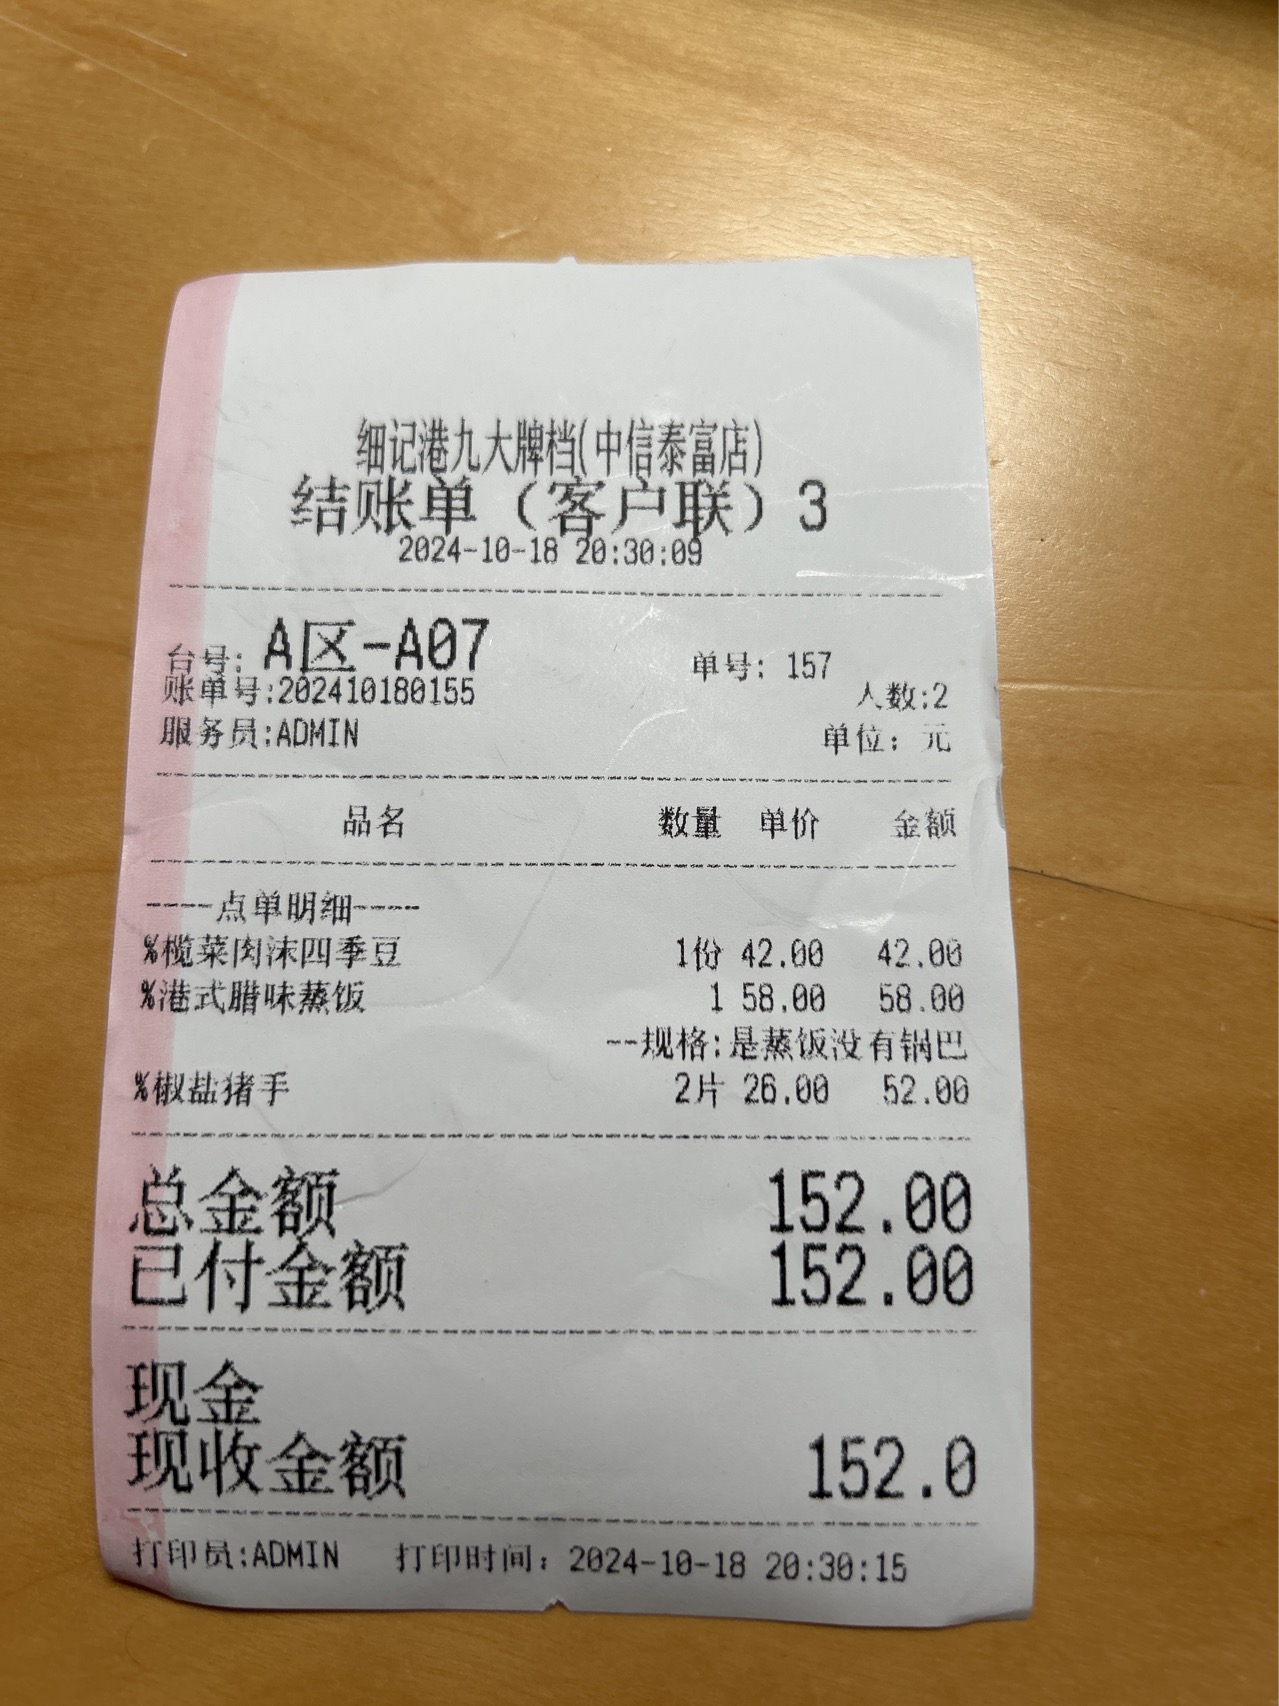 细记港九大牌档(中信泰富店)
结账单（客户联）3
2024-10-18 20:30:09
台号: A区-A07 单号: 157
账单号:202410180155 人数:2
服务员:ADMIN 单位: 元
品名 数量 单价 金额
----点单明细----
%榄菜肉沫四季豆 1份 42.00 42.00
%港式腊味蒸饭 1 58.00 58.00
--规格:是蒸饭没有锅巴
%椒盐猪手 2片 26.00 52.00
总金额 152.00
已付金额 152.00
现金
现收金额 152.0
打印员:ADMIN 打印时间: 2024-10-18 20:30:15